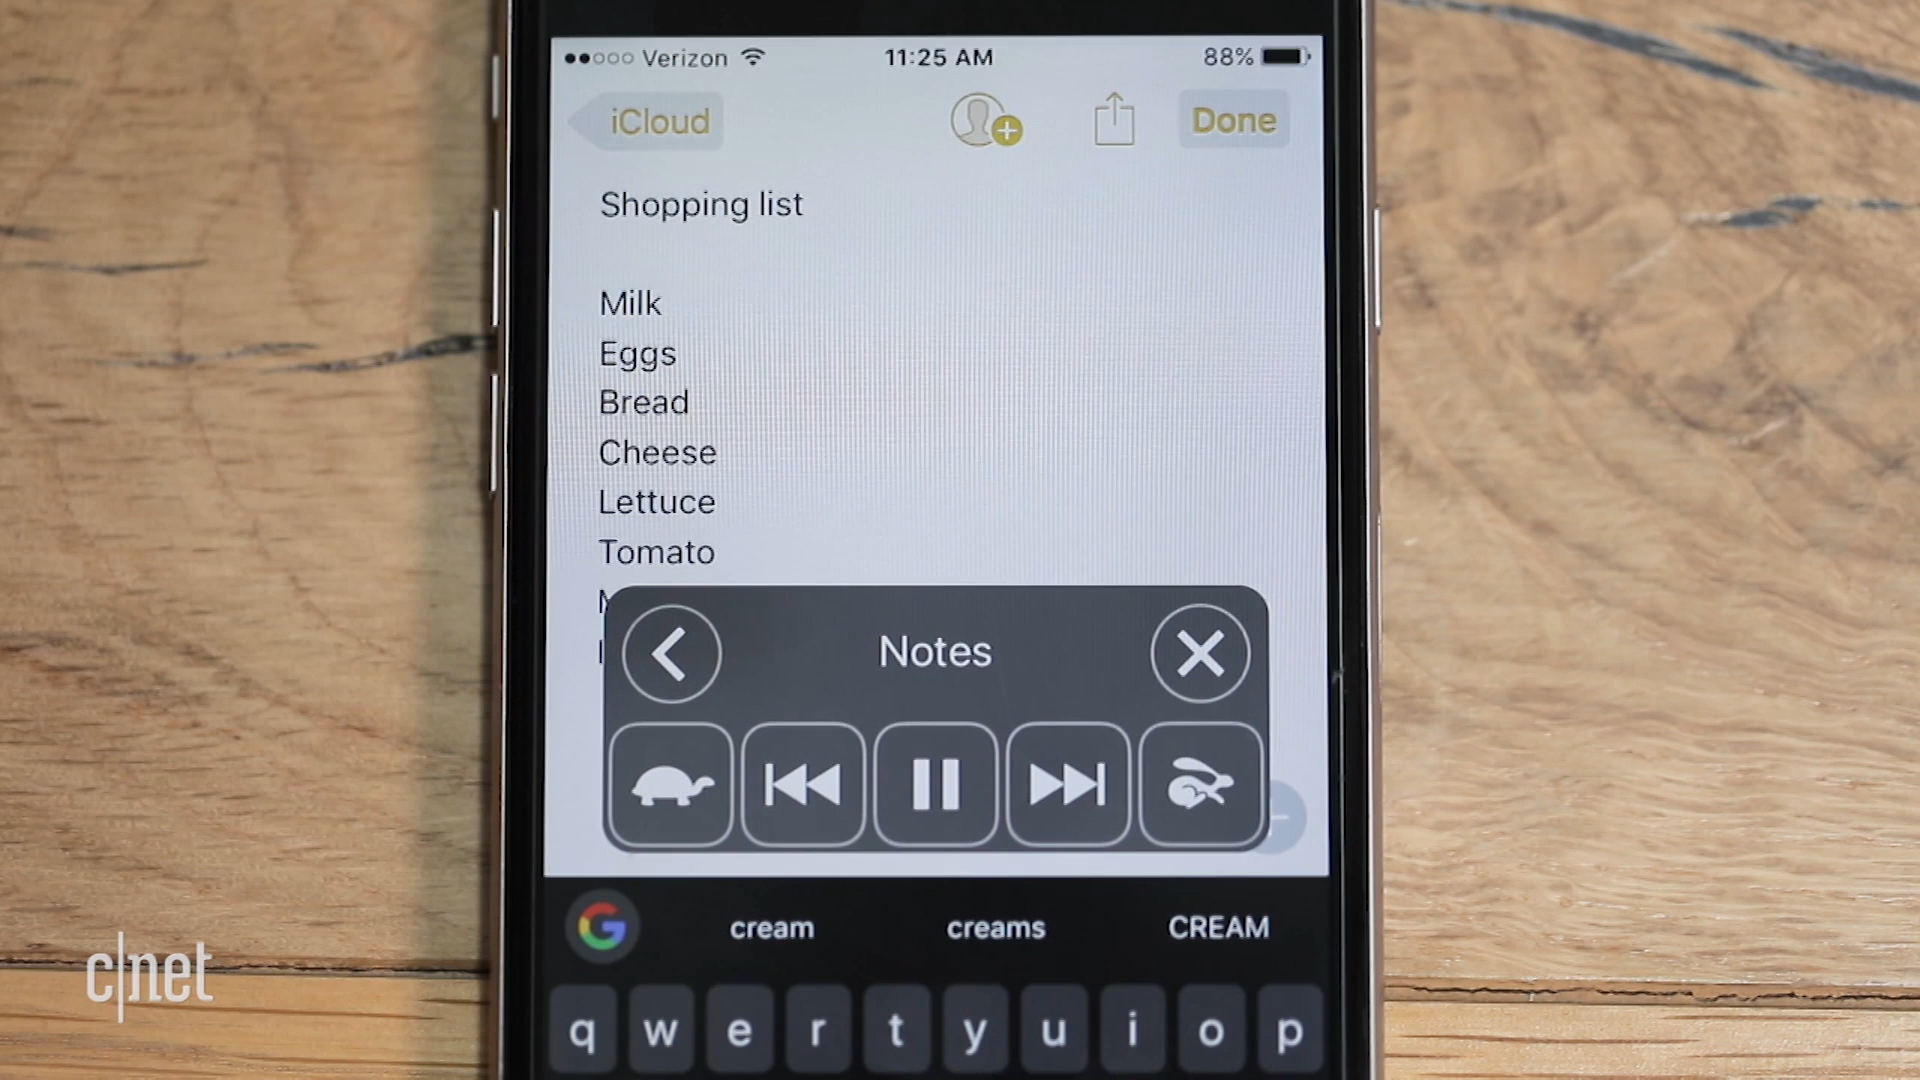 Verizon 11:25 AM 88%
iCloud Done
Shopping list
Milk
Eggs
Bread
Cheese
Lettuce
Tomato
Notes
G cream creams CREAM
q w e r t y u i o p
c|net